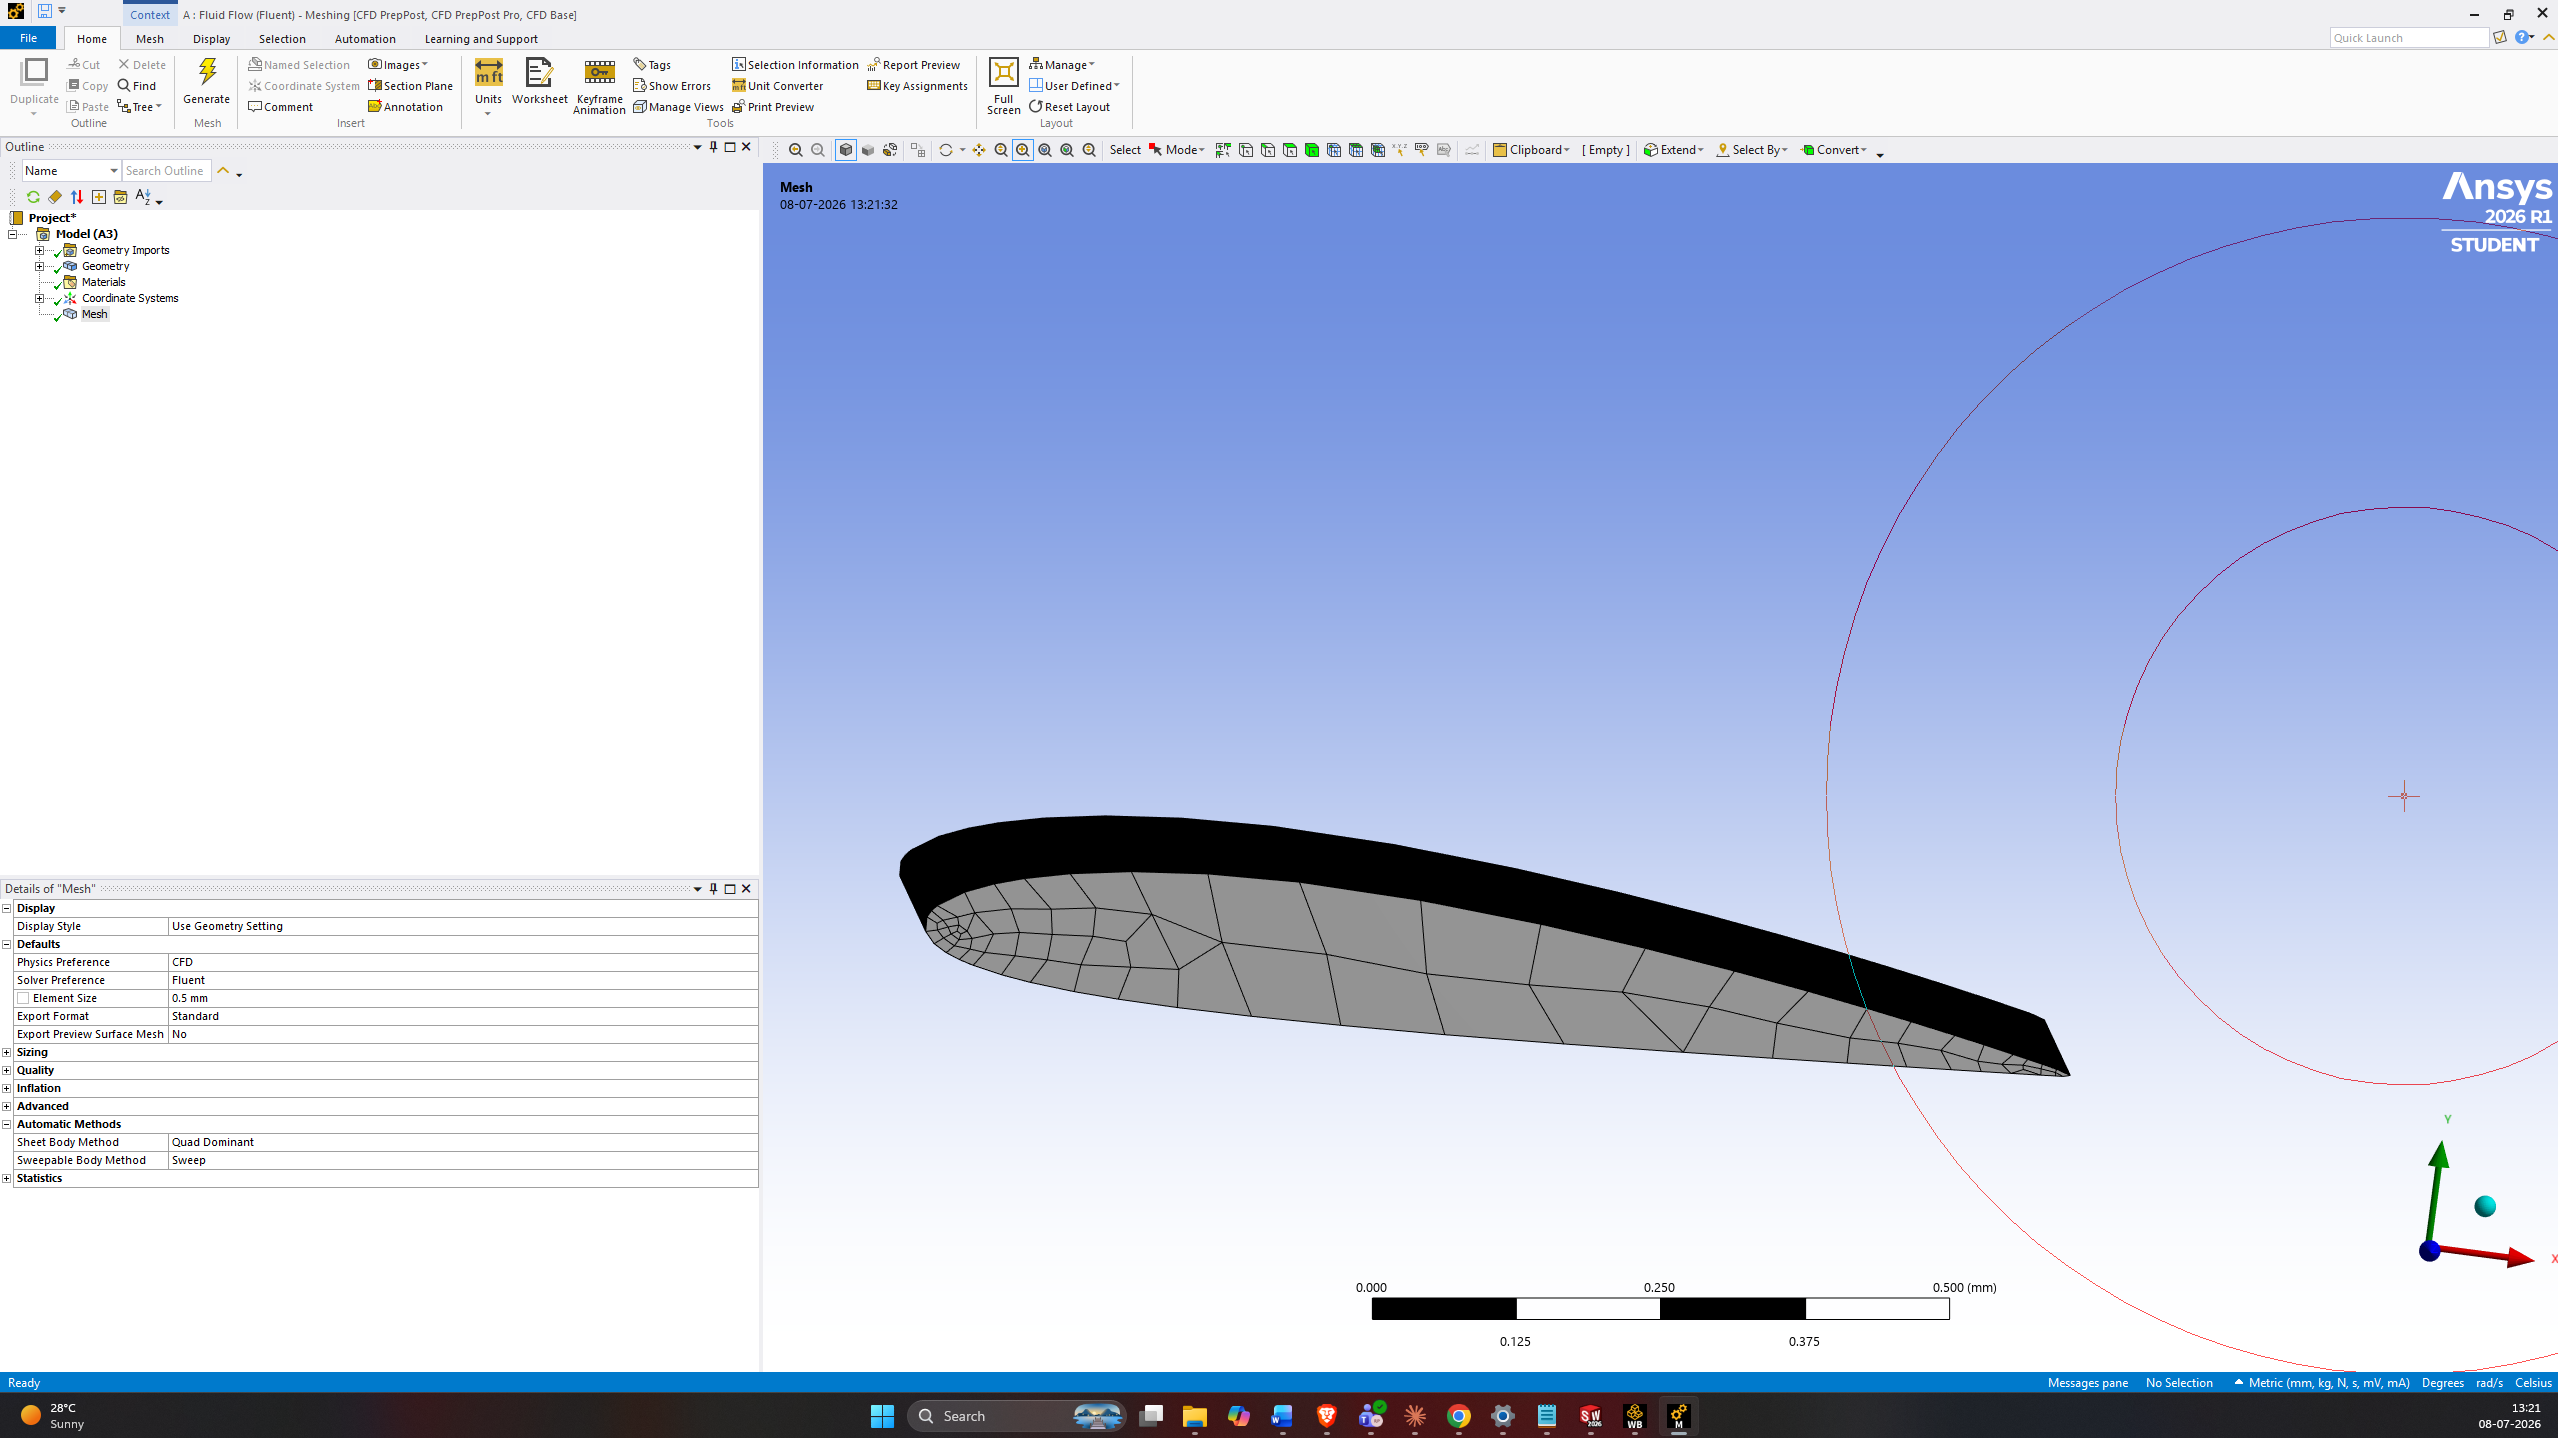 Context
A : Fluid Flow (Fluent) - Meshing [CFD PrepPost, CFD PrepPost Pro, CFD Base]
File Home Mesh Display Selection Automation Learning and Support
Quick Launch
Duplicate
Cut
Copy
Paste
Delete
Find
Tree
Outline
Generate
Mesh
Named Selection
Coordinate System
Comment
Images
Section Plane
Annotation
Insert
m ft
Units
Worksheet
Keyframe
Animation
Tags
Show Errors
Manage Views
Selection Information
Unit Converter
Print Preview
Report Preview
Key Assignments
Tools
Full
Screen
Manage
User Defined
Reset Layout
Layout
Outline
Name
Search Outline
Project*
Model (A3)
Geometry Imports
Geometry
Materials
Coordinate Systems
Mesh
Select Mode Clipboard [ Empty ] Extend Select By Convert
Mesh
08-07-2026 13:21:32
Ansys
2026 R1
STUDENT
Details of "Mesh"
Display
Display Style Use Geometry Setting
Defaults
Physics Preference CFD
Solver Preference Fluent
Element Size 0.5 mm
Export Format Standard
Export Preview Surface Mesh No
Sizing
Quality
Inflation
Advanced
Automatic Methods
Sheet Body Method Quad Dominant
Sweepable Body Method Sweep
Statistics
Y
X
0.000 0.250 0.500 (mm)
0.125 0.375
Ready
Messages pane No Selection Metric (mm, kg, N, s, mV, mA) Degrees rad/s Celsius
28°C
Sunny
Search
SW
2026
WB
M
13:21
08-07-2026